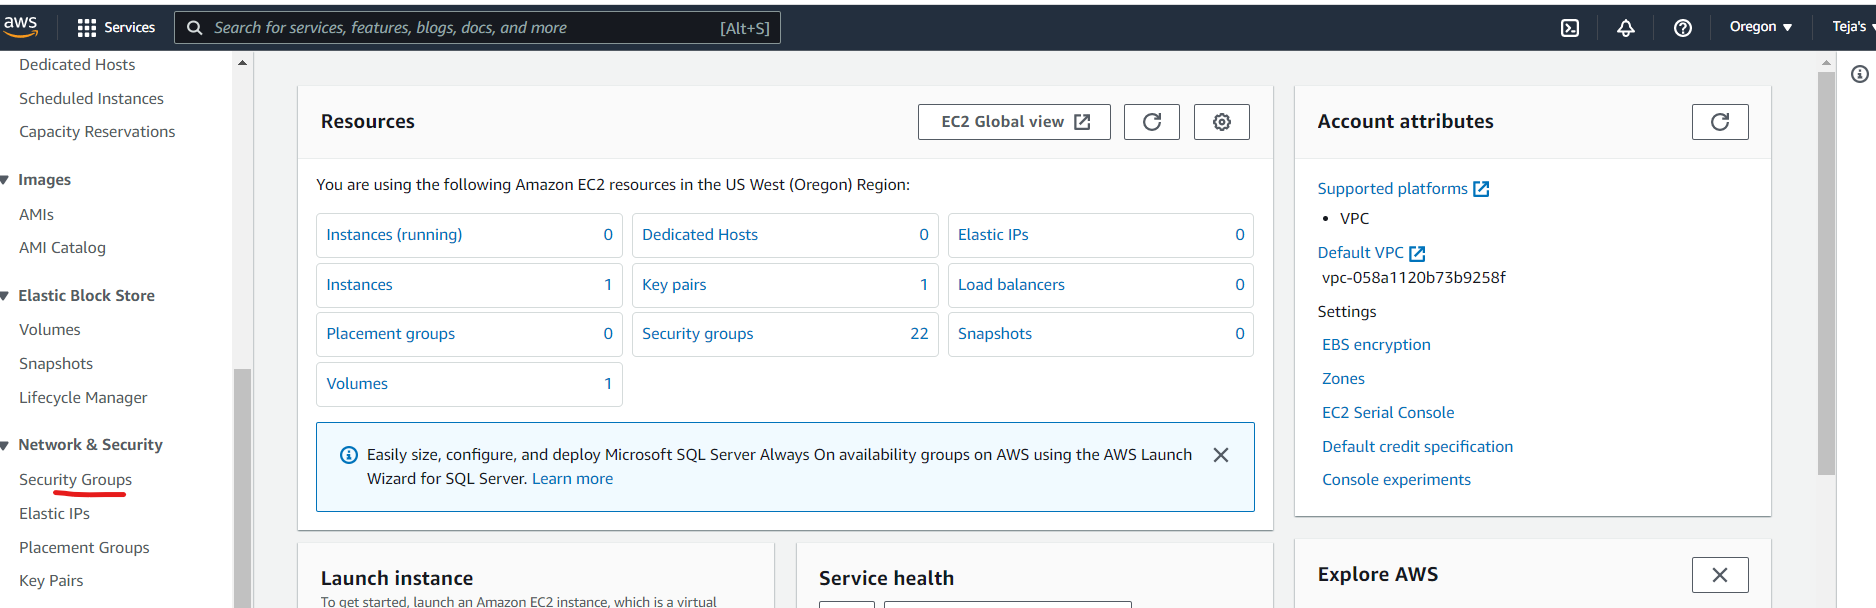 aws
Services
Search for services, features, blogs, docs, and more [Alt+S]
Oregon
Teja's
Dedicated Hosts
Scheduled Instances
Capacity Reservations
Images
AMIs
AMI Catalog
Elastic Block Store
Volumes
Snapshots
Lifecycle Manager
Network & Security
Security Groups
Elastic IPs
Placement Groups
Key Pairs
Resources
EC2 Global view
You are using the following Amazon EC2 resources in the US West (Oregon) Region:
Instances (running) 0
Dedicated Hosts 0
Elastic IPs 0
Instances 1
Key pairs 1
Load balancers 0
Placement groups 0
Security groups 22
Snapshots 0
Volumes 1
Easily size, configure, and deploy Microsoft SQL Server Always On availability groups on AWS using the AWS Launch
Wizard for SQL Server. Learn more
Launch instance
To get started, launch an Amazon EC2 instance, which is a virtual
Service health
Account attributes
Supported platforms
• VPC
Default VPC
vpc-058a1120b73b9258f
Settings
EBS encryption
Zones
EC2 Serial Console
Default credit specification
Console experiments
Explore AWS